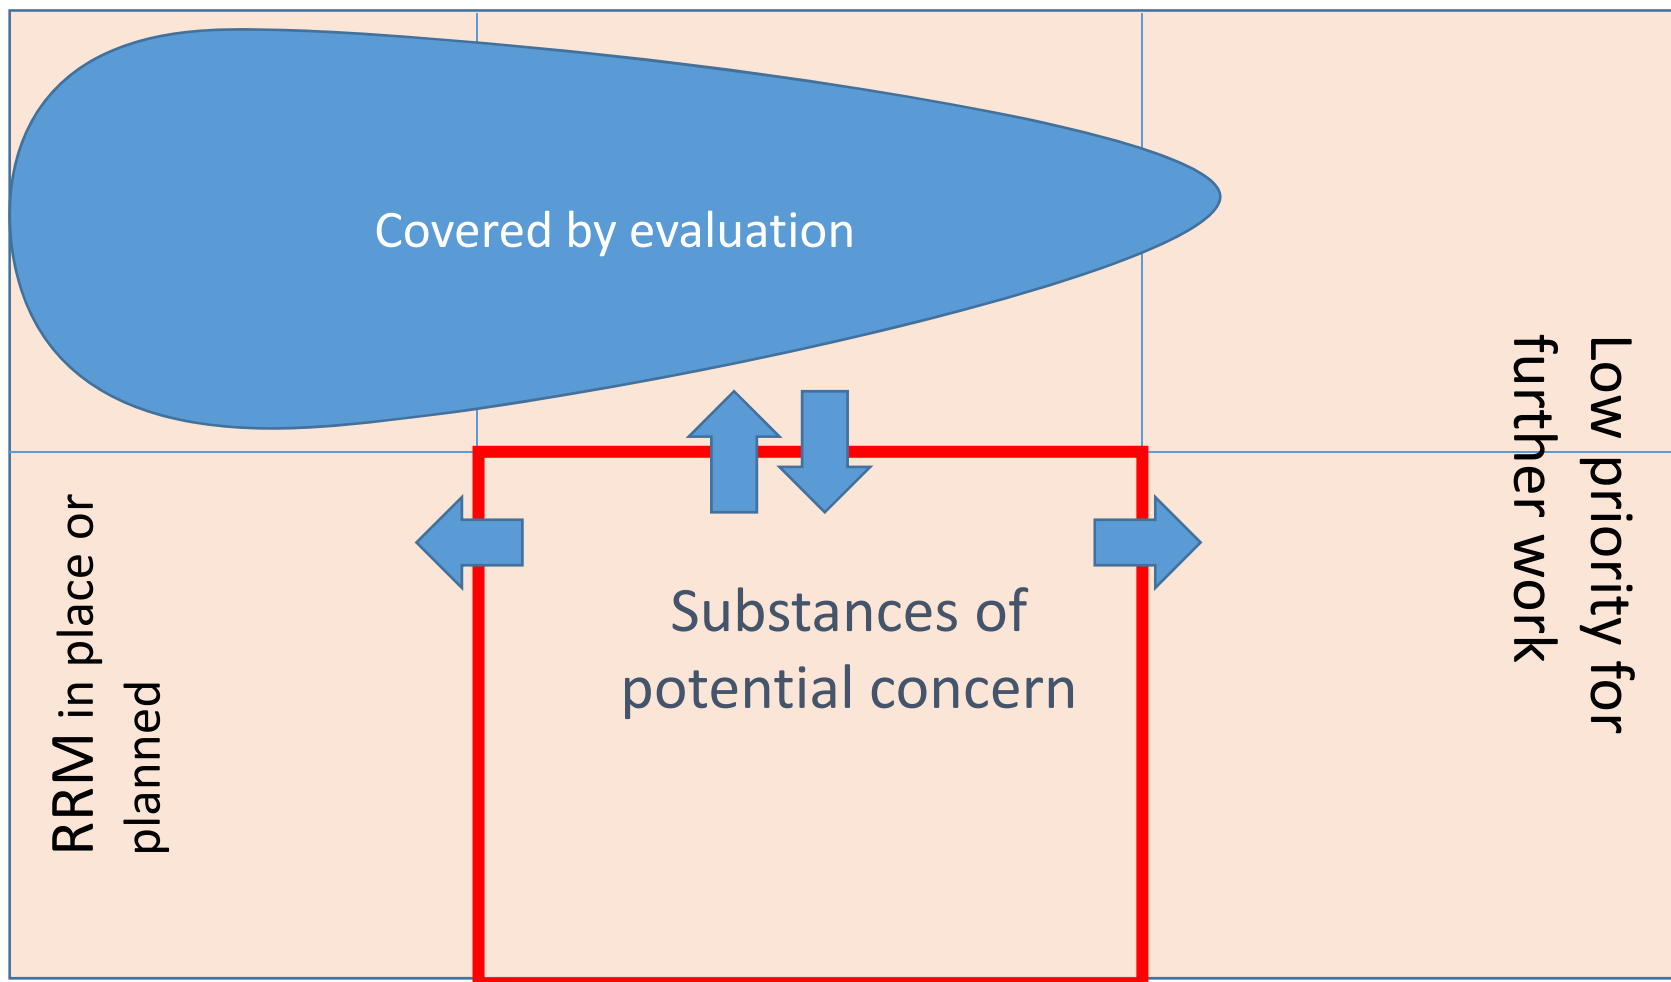 Covered by evaluation
Substances of
potential concern
RRM in place or
planned
Low priority for
further work